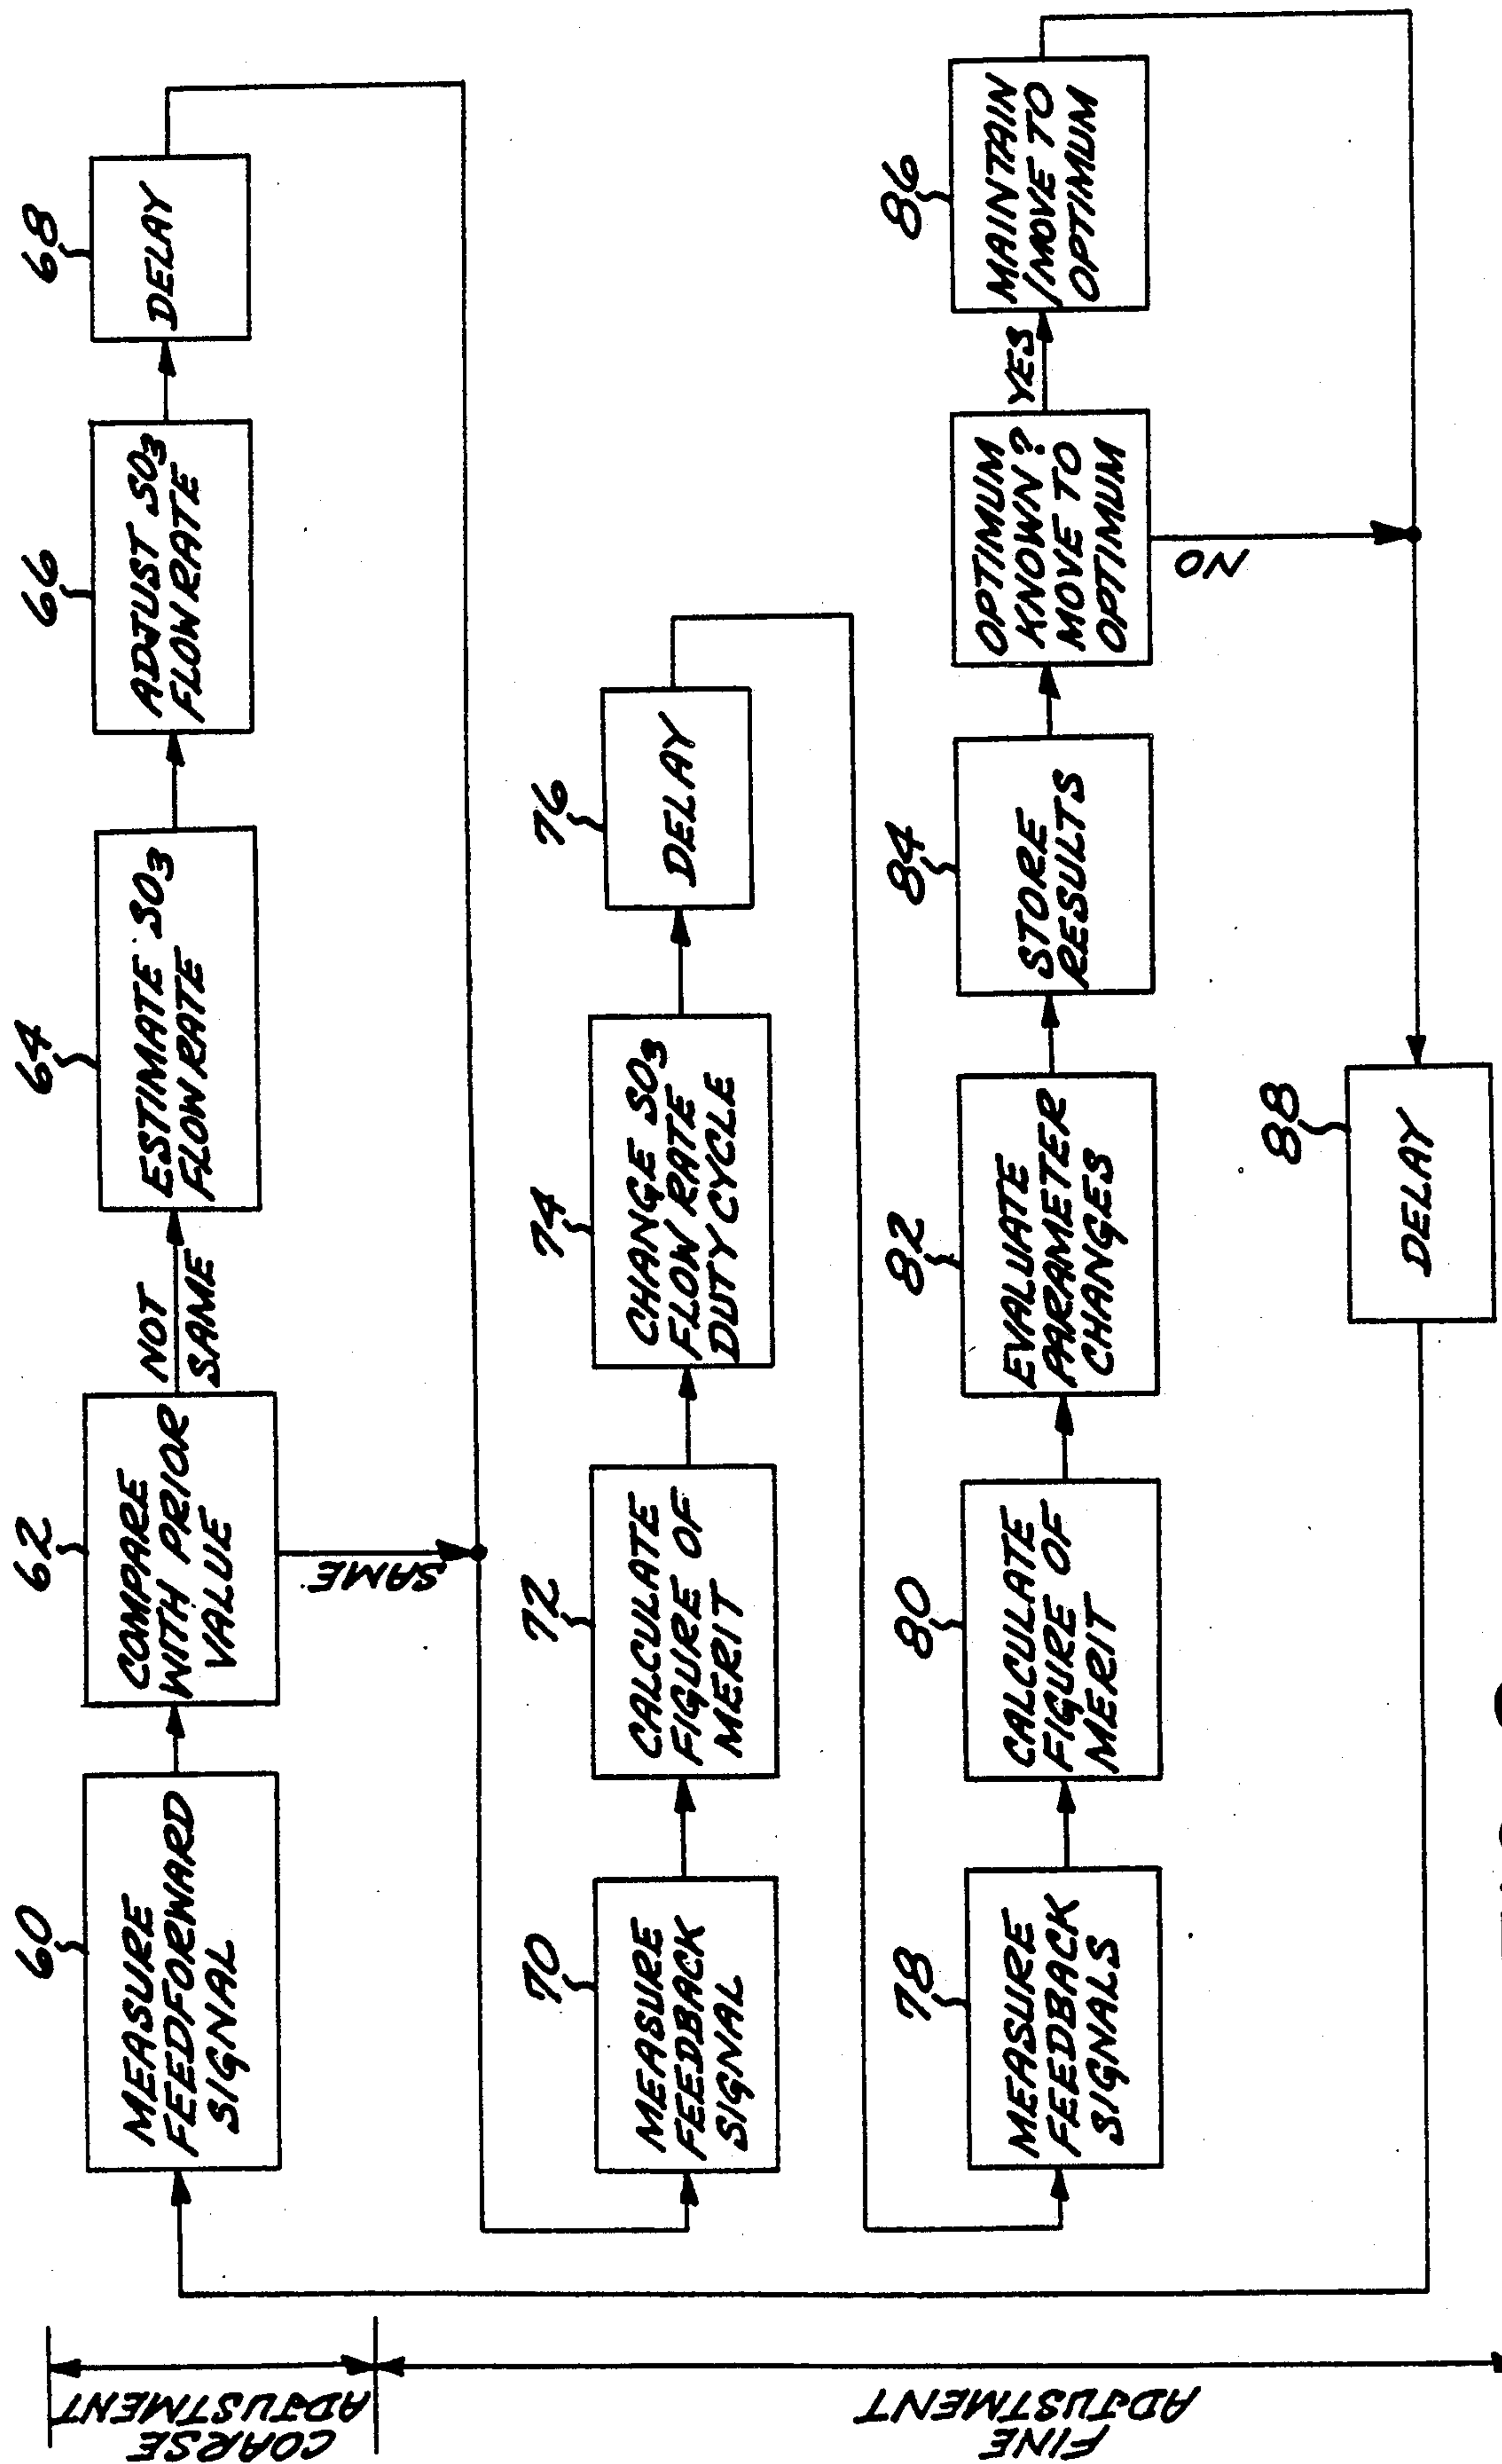 COARSE
ADJUSTMENT
60
MEASURE
FEEDFORWARD
SIGNAL
62
COMPARE
WITH PRIOR
VALUE
NOT
SAME
SAME
64
ESTIMATE SO3
FLOW RATE
66
ADJUST SO3
FLOW RATE
68
DELAY
FINE
ADJUSTMENT
70
MEASURE
FEEDBACK
SIGNAL
72
CALCULATE
FIGURE OF
MERIT
74
CHANGE SO3
FLOW RATE
DUTY CYCLE
76
DELAY
78
MEASURE
FEEDBACK
SIGNALS
80
CALCULATE
FIGURE OF
MERIT
82
EVALUATE
PARAMETER
CHANGES
84
STORE
RESULTS
OPTIMUM
KNOWN?
MOVE TO
OPTIMUM
YES
NO
86
MAINTAIN
/MOVE TO
OPTIMUM
88
DELAY